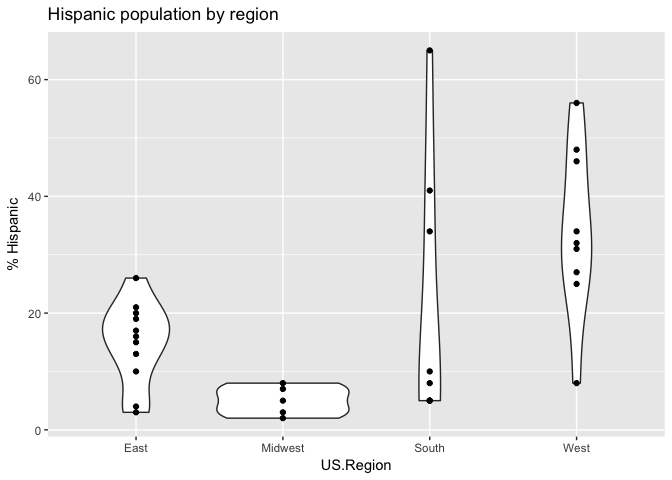 Hispanic population by region
% Hispanic
60
40
20
0
East
Midwest
South
West
US.Region